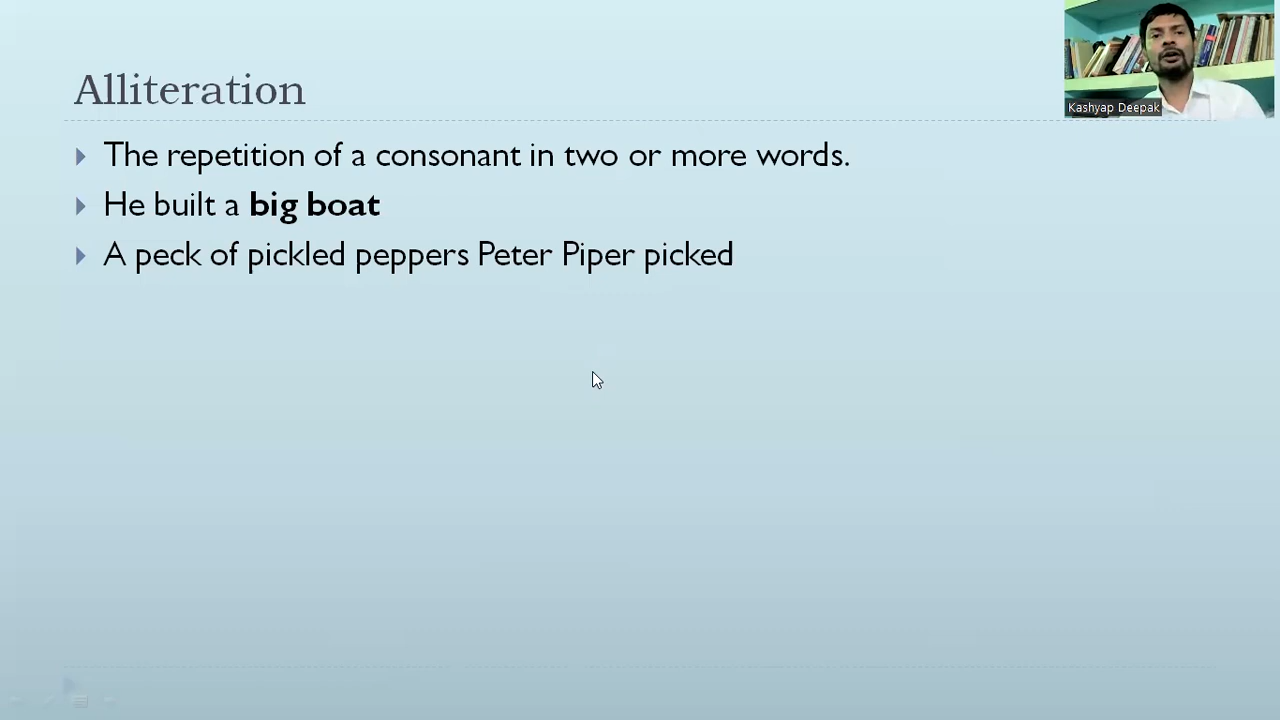 Alliteration
Kashyap Deepak
The repetition of a consonant in two or more words.
He built a big boat
A peck of pickled peppers Peter Piper picked